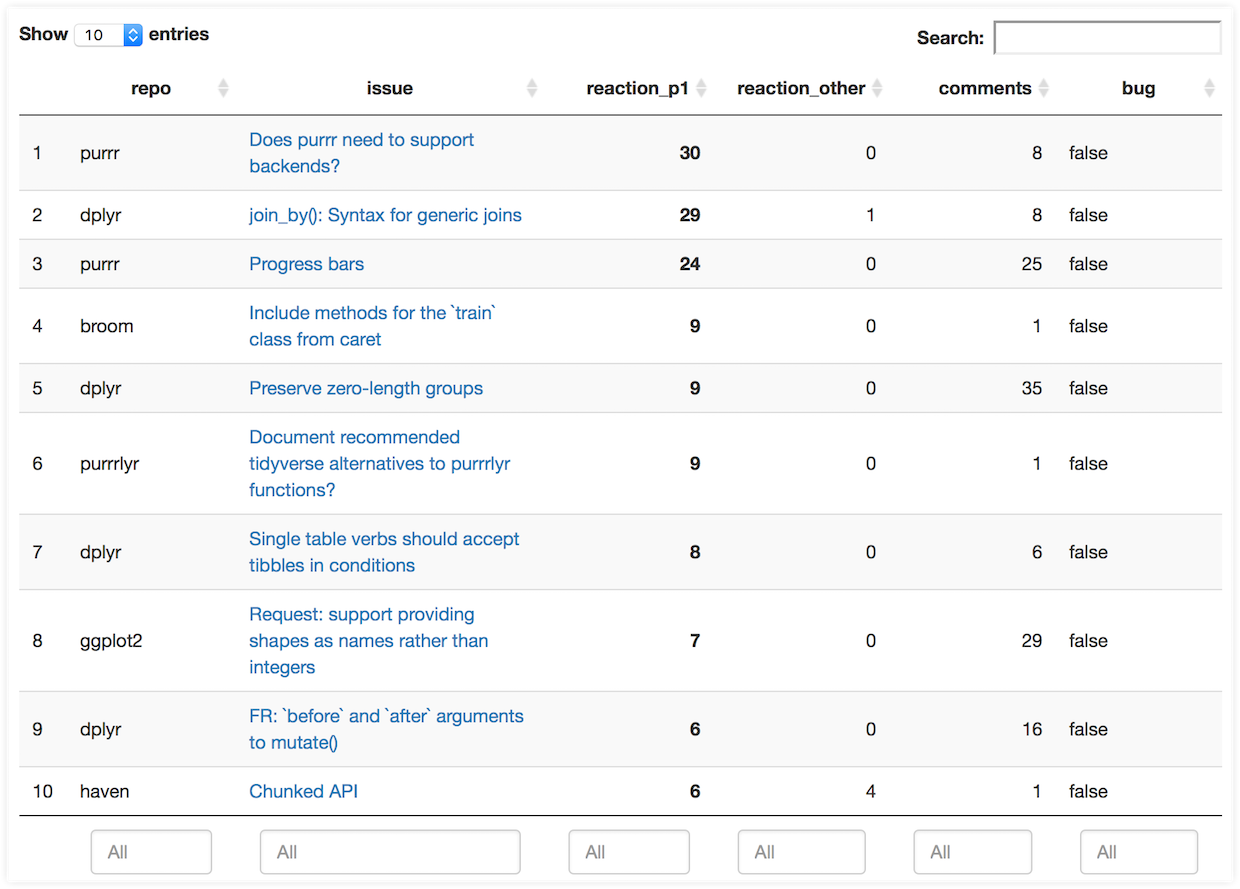 Show 10 entries
Search:
repo issue reaction_p1 reaction_other comments bug
1 purrr Does purrr need to support
backends? 30 0 8 false
2 dplyr join_by(): Syntax for generic joins 29 1 8 false
3 purrr Progress bars 24 0 25 false
4 broom Include methods for the `train`
class from caret 9 0 1 false
5 dplyr Preserve zero-length groups 9 0 35 false
6 purrrlyr Document recommended
tidyverse alternatives to purrrlyr
functions? 9 0 1 false
7 dplyr Single table verbs should accept
tibbles in conditions 8 0 6 false
8 ggplot2 Request: support providing
shapes as names rather than
integers 7 0 29 false
9 dplyr FR: `before` and `after` arguments
to mutate() 6 0 16 false
10 haven Chunked API 6 4 1 false
All All All All All All